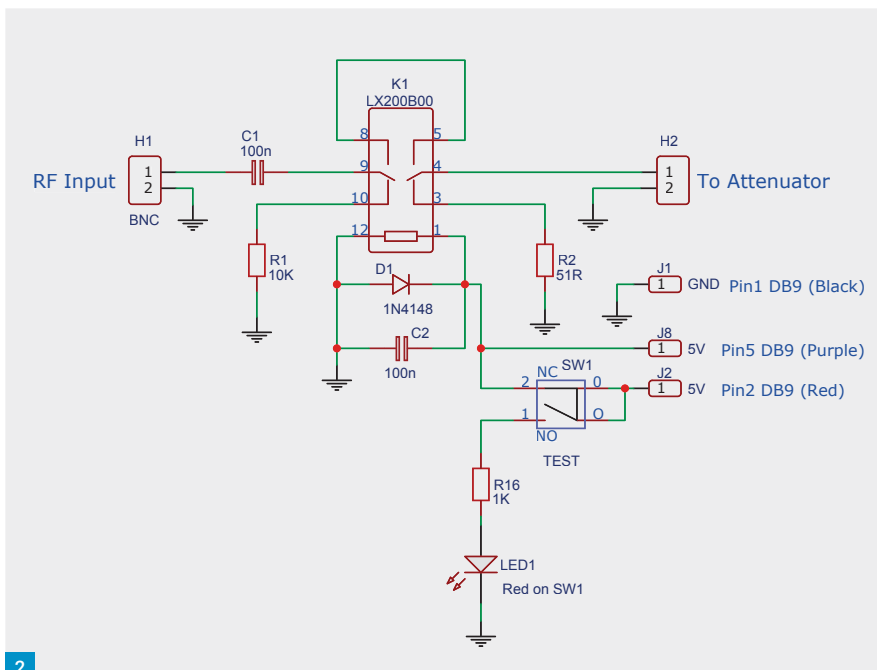 K1
LX200B00
8
5
H1
C1
100n
9
4
H2
RF Input
1
2
1
2
To Attenuator
BNC
10
3
12
1
R1
10K
R2
51R
D1
1N4148
J1
1
GND
Pin1 DB9 (Black)
C2
100n
J8
1
5V
Pin5 DB9 (Purple)
SW1
NC
2
0
J2
1
5V
Pin2 DB9 (Red)
1
O
NO
TEST
R16
1K
LED1
Red on SW1
2